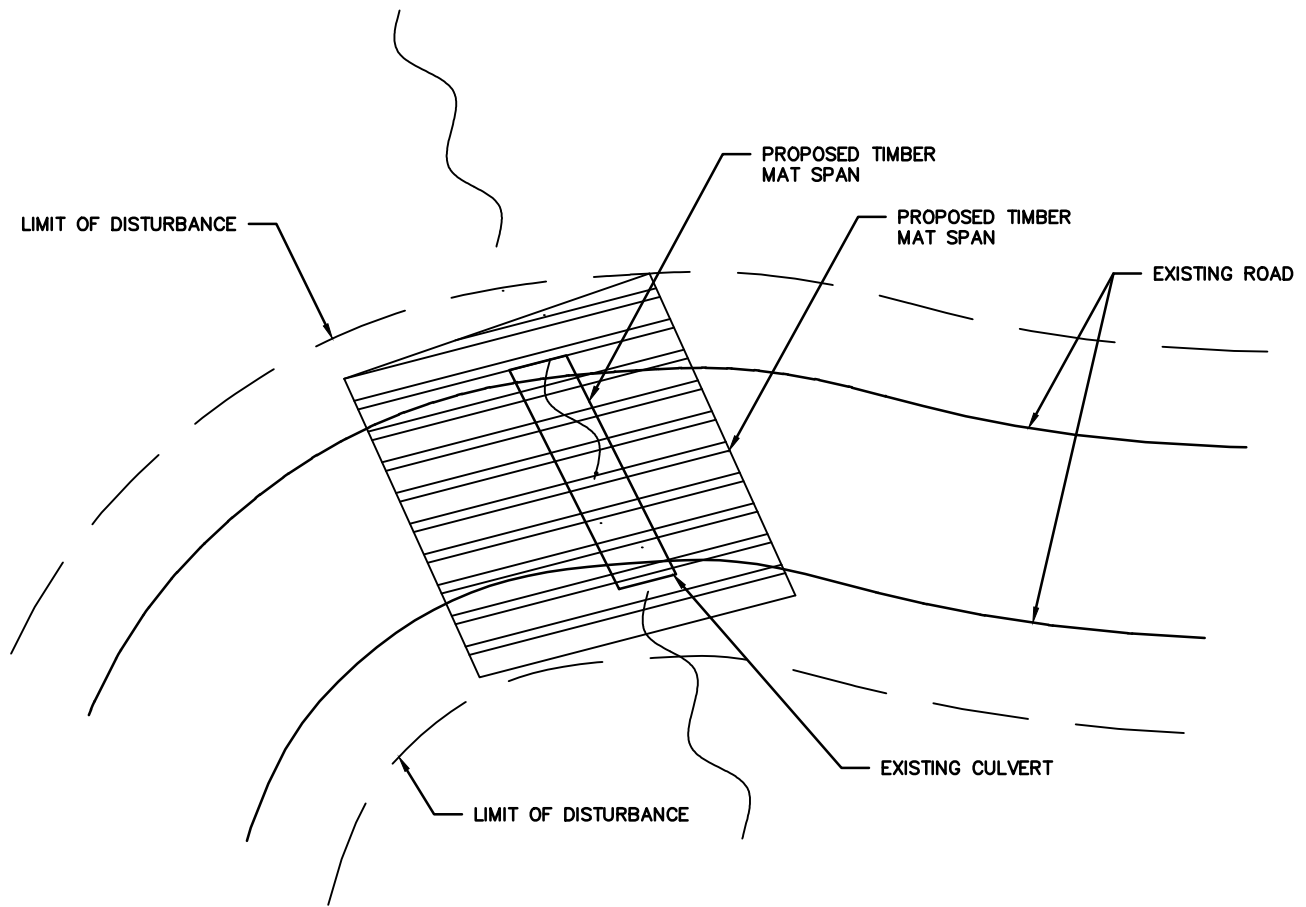 PROPOSED TIMBER
MAT SPAN
LIMIT OF DISTURBANCE
PROPOSED TIMBER
MAT SPAN
EXISTING ROAD
EXISTING CULVERT
LIMIT OF DISTURBANCE